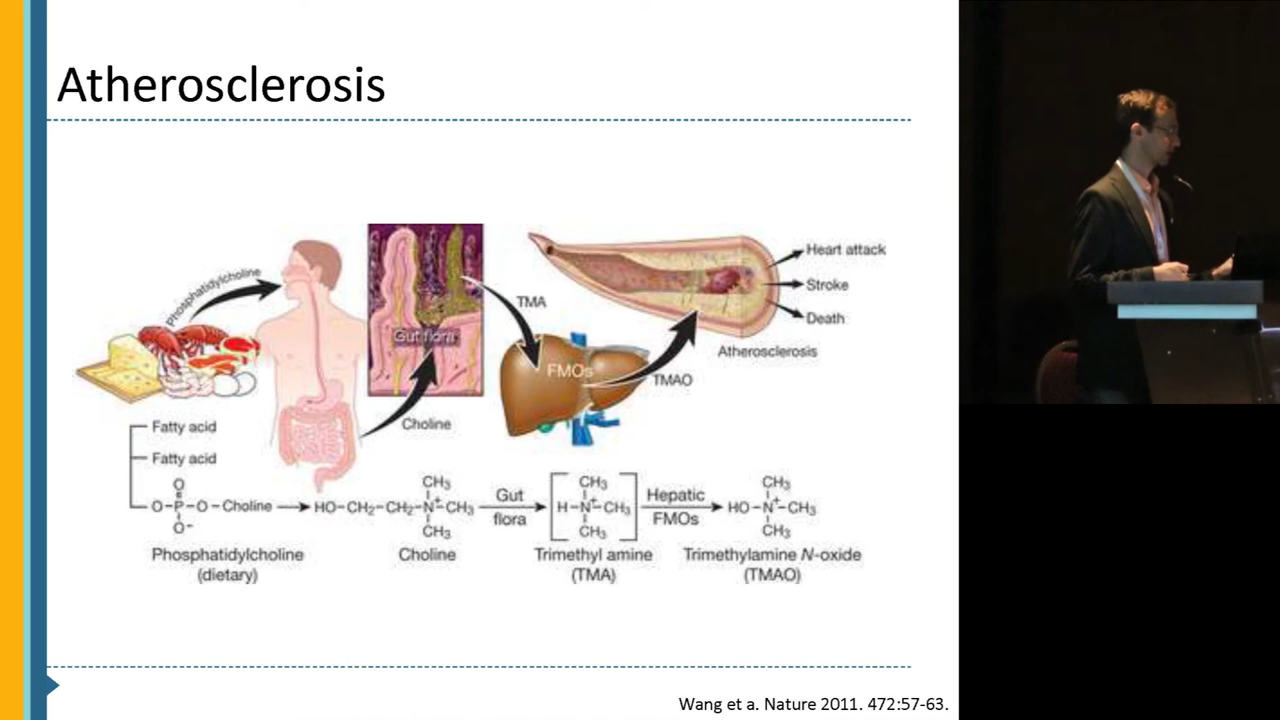 Atherosclerosis
Phosphatidylcholine
Gut flora
Choline
TMA
FMOs
TMAO
Heart attack
Stroke
Death
Atherosclerosis
Fatty acid
Fatty acid
O
O–P–O–Choline
O-
Phosphatidylcholine
(dietary)
CH3
HO–CH2–CH2–N+–CH3
CH3
Choline
Gut
flora
CH3
H–N+–CH3
CH3
Trimethyl amine
(TMA)
Hepatic
FMOs
CH3
HO–N+–CH3
CH3
Trimethylamine N-oxide
(TMAO)
Wang et a. Nature 2011. 472:57-63.